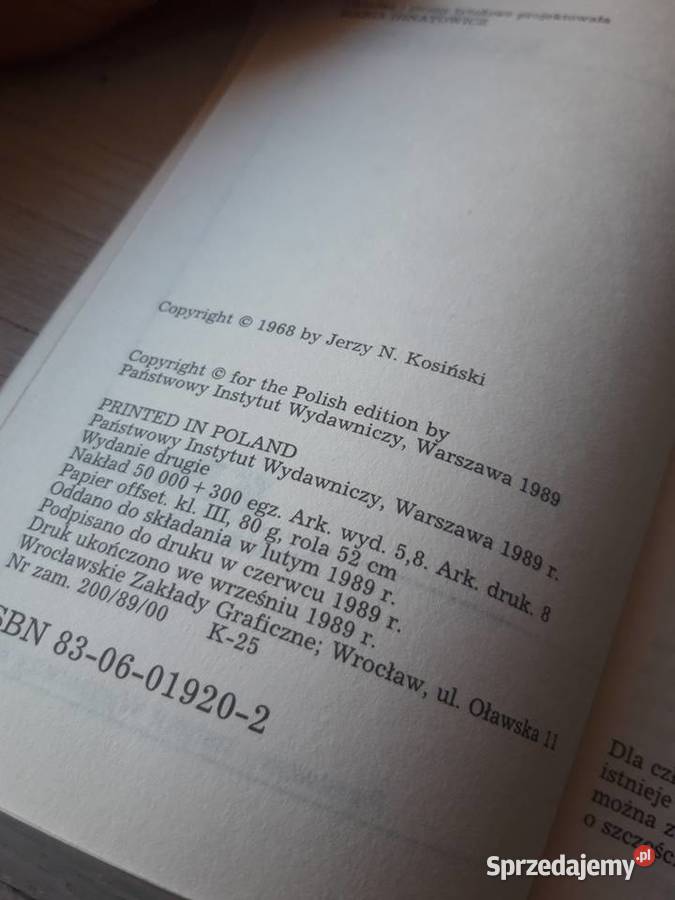 projektowała
Copyright © 1968 by Jerzy N. Kosiński
Copyright © for the Polish edition by
Państwowy Instytut Wydawniczy, Warszawa 1989
PRINTED IN POLAND
Państwowy Instytut Wydawniczy, Warszawa 1989 r.
Wydanie drugie
Nakład 50 000 + 300 egz. Ark. wyd. 5,8. Ark. druk. 8
Papier offset. kl. III, 80 g, rola 52 cm
Oddano do składania w lutym 1989 r.
Podpisano do druku w czerwcu 1989 r.
Druk ukończono we wrześniu 1989 r.
Wrocławskie Zakłady Graficzne; Wrocław, ul. Oławska 11
Nr zam. 200/89/00 K-25
SBN 83-06-01920-2
Dla
istnieje
można z
o
Sprzedajemy.pl